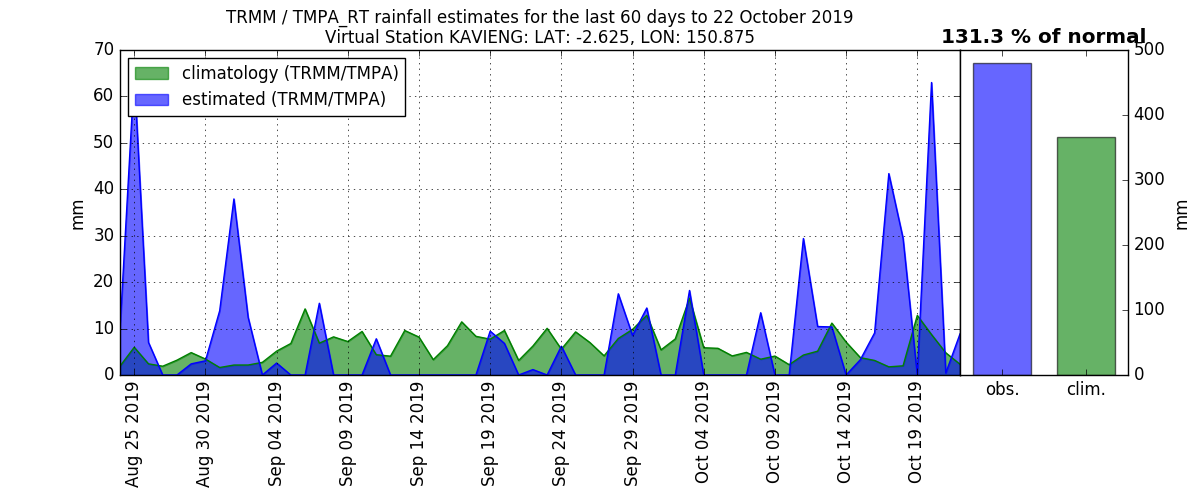 TRMM / TMPA_RT rainfall estimates for the last 60 days to 22 October 2019
Virtual Station KAVIENG: LAT: -2.625, LON: 150.875
131.3 % of normal
climatology (TRMM/TMPA)
estimated (TRMM/TMPA)
70
60
50
40
30
20
10
0
mm
Aug 25 2019
Aug 30 2019
Sep 04 2019
Sep 09 2019
Sep 14 2019
Sep 19 2019
Sep 24 2019
Sep 29 2019
Oct 04 2019
Oct 09 2019
Oct 14 2019
Oct 19 2019
obs.
clim.
500
400
300
200
100
0
mm